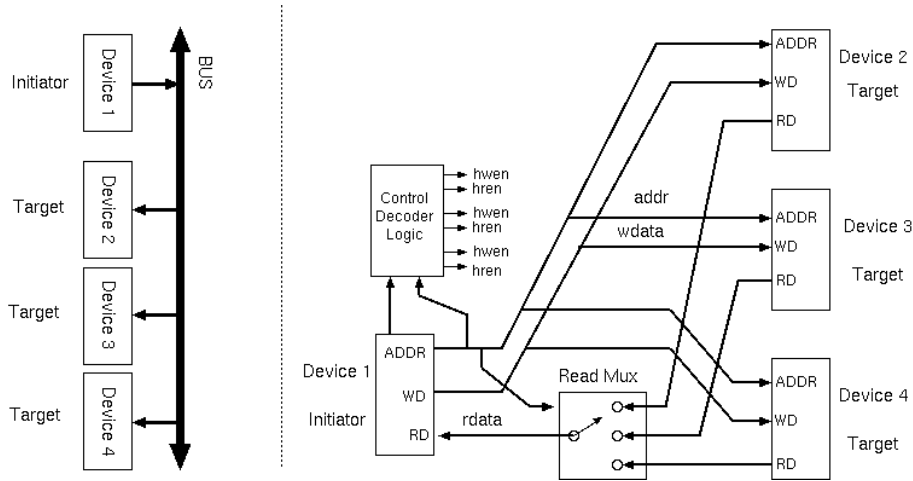 Initiator
Device 1
BUS
Target
Device 2
Target
Device 3
Target
Device 4
Control
Decoder
Logic
hwen
hren
hwen
hren
hwen
hren
Device 1
Initiator
ADDR
WD
RD
rdata
Read Mux
addr
wdata
ADDR
WD
RD
Device 2
Target
ADDR
WD
RD
Device 3
Target
ADDR
WD
RD
Device 4
Target